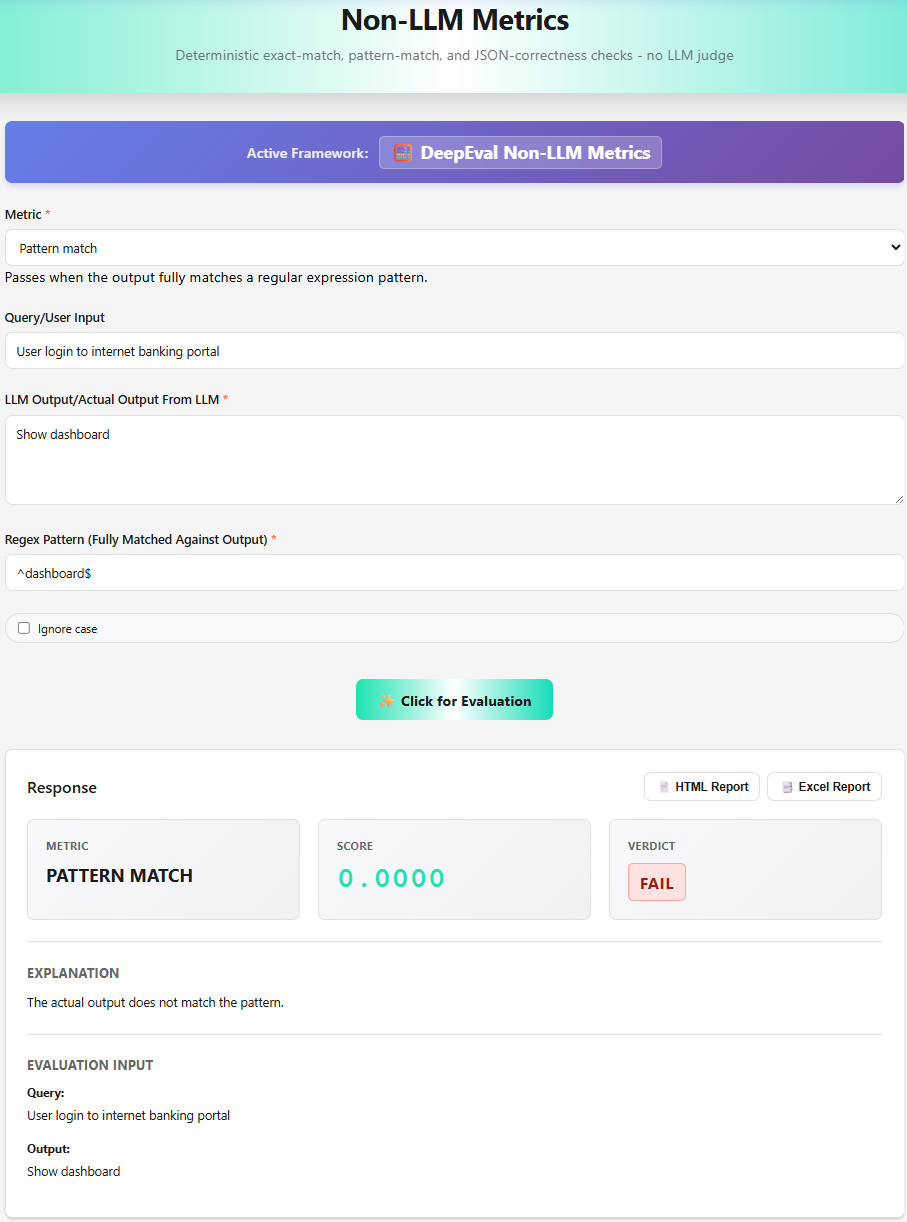 Non-LLM Metrics
Deterministic exact-match, pattern-match, and JSON-correctness checks - no LLM judge
Active Framework: 🧮 DeepEval Non-LLM Metrics
Metric *
Pattern match
Passes when the output fully matches a regular expression pattern.
Query/User Input
User login to internet banking portal
LLM Output/Actual Output From LLM *
Show dashboard
Regex Pattern (Fully Matched Against Output) *
^dashboard$
Ignore case
✨ Click for Evaluation
Response
HTML Report
Excel Report
METRIC
PATTERN MATCH
SCORE
0.0000
VERDICT
FAIL
EXPLANATION
The actual output does not match the pattern.
EVALUATION INPUT
Query:
User login to internet banking portal
Output:
Show dashboard